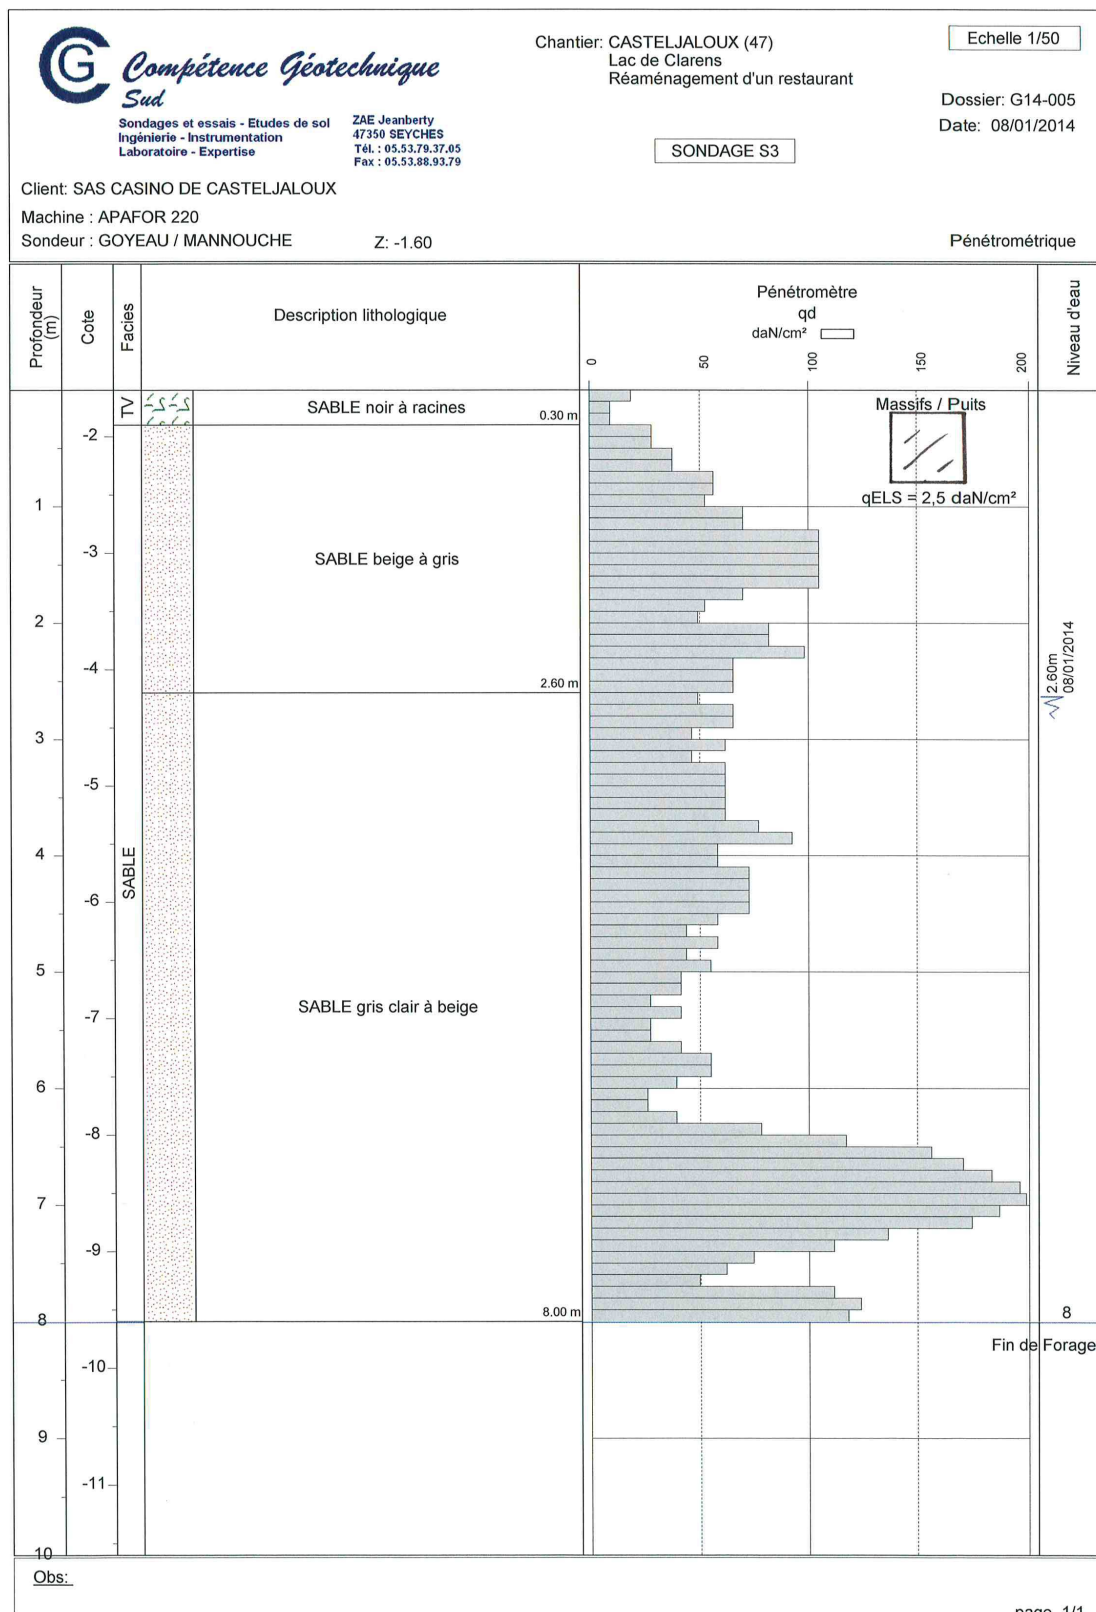 CG
Compétence Géotechnique
Sud
Sondages et essais - Etudes de sol
Ingénierie - Instrumentation
Laboratoire - Expertise
ZAE Jeanberty
47350 SEYCHES
Tél. : 05.53.79.37.05
Fax : 05.53.88.93.79
Chantier: CASTELJALOUX (47)
Lac de Clarens
Réaménagement d'un restaurant
SONDAGE S3
Echelle 1/50
Dossier: G14-005
Date: 08/01/2014
Client: SAS CASINO DE CASTELJALOUX
Machine : APAFOR 220
Sondeur : GOYEAU / MANNOUCHE
Z: -1.60
Pénétrométrique
Profondeur
(m)
Cote
Facies
Description lithologique
Pénétromètre
qd
daN/cm²
0
50
100
150
200
Niveau d'eau
TV
SABLE noir à racines
0.30 m
Massifs / Puits
qELS = 2,5 daN/cm²
-2
1
-3
SABLE beige à gris
2
-4
2.60 m
2.60m
08/01/2014
3
-5
4
SABLE
-6
5
SABLE gris clair à beige
-7
6
-8
7
-9
8.00 m
8
8
Fin de Forage
-10
9
-11
10
Obs:
page 1/1